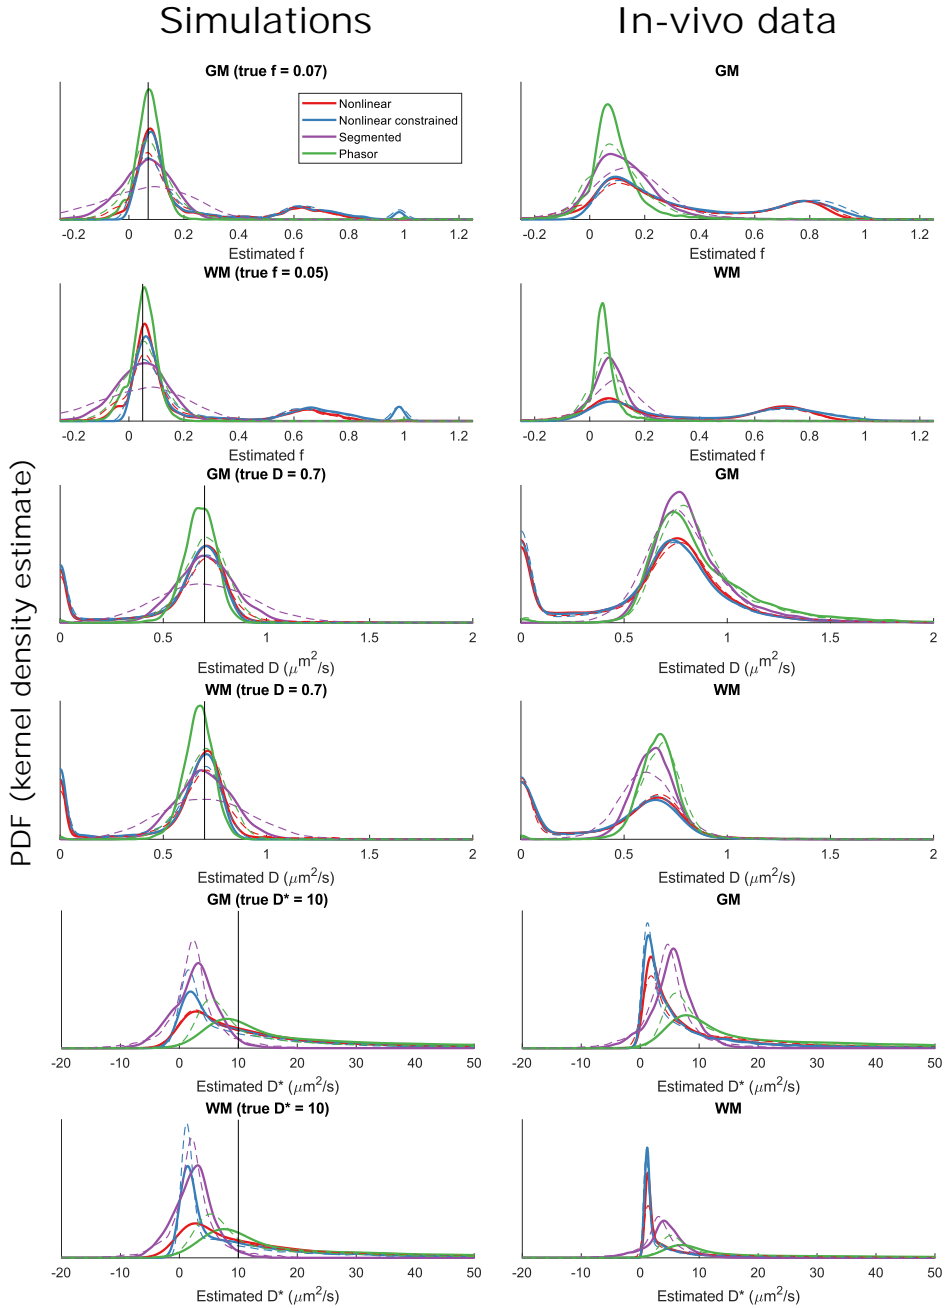 Simulations
In-vivo data
PDF (kernel density estimate)
GM (true f = 0.07)
Nonlinear
Nonlinear constrained
Segmented
Phasor
-0.2 0 0.2 0.4 0.6 0.8 1 1.2
Estimated f
GM
-0.2 0 0.2 0.4 0.6 0.8 1 1.2
Estimated f
WM (true f = 0.05)
-0.2 0 0.2 0.4 0.6 0.8 1 1.2
Estimated f
WM
-0.2 0 0.2 0.4 0.6 0.8 1 1.2
Estimated f
GM (true D = 0.7)
0 0.5 1 1.5 2
Estimated D (μm²/s)
GM
0 0.5 1 1.5 2
Estimated D (μm²/s)
WM (true D = 0.7)
0 0.5 1 1.5 2
Estimated D (μm²/s)
WM
0 0.5 1 1.5 2
Estimated D (μm²/s)
GM (true D* = 10)
-20 -10 0 10 20 30 40 50
Estimated D* (μm²/s)
GM
-20 -10 0 10 20 30 40 50
Estimated D* (μm²/s)
WM (true D* = 10)
-20 -10 0 10 20 30 40 50
Estimated D* (μm²/s)
WM
-20 -10 0 10 20 30 40 50
Estimated D* (μm²/s)